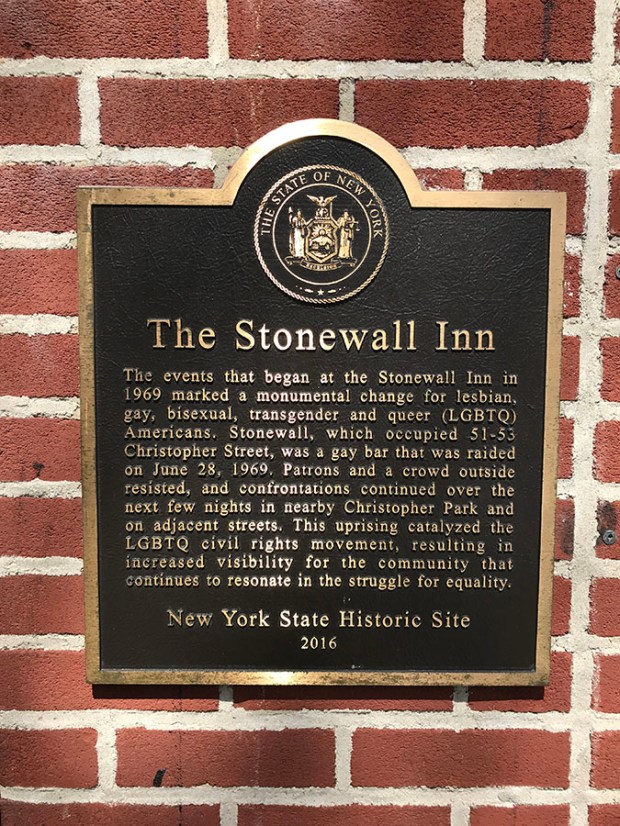 THE STATE OF NEW YORK
EXCELSIOR
The Stonewall Inn
The events that began at the Stonewall Inn in
1969 marked a monumental change for lesbian,
gay, bisexual, transgender and queer (LGBTQ)
Americans. Stonewall, which occupied 51-53
Christopher Street, was a gay bar that was raided
on June 28, 1969. Patrons and a crowd outside
resisted, and confrontations continued over the
next few nights in nearby Christopher Park and
on adjacent streets. This uprising catalyzed the
LGBTQ civil rights movement, resulting in
increased visibility for the community that
continues to resonate in the struggle for equality.
New York State Historic Site
2016